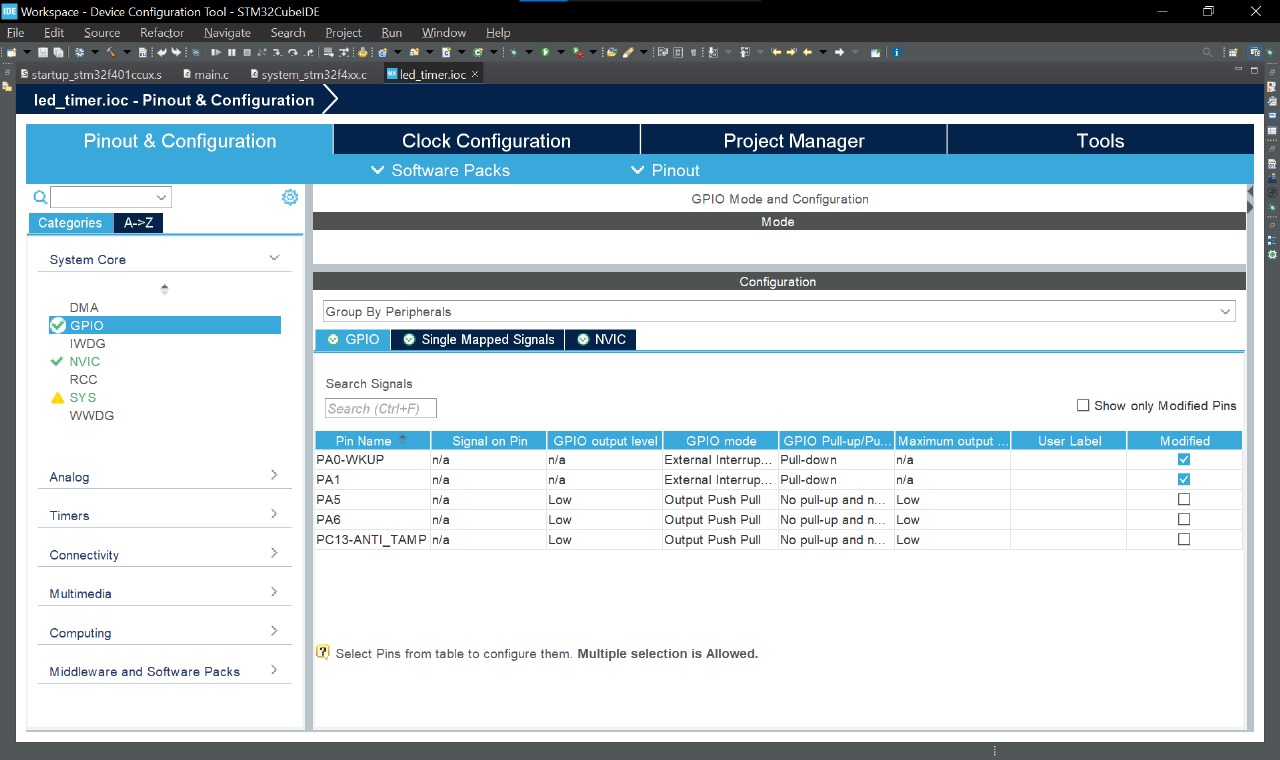 IDE Workspace - Device Configuration Tool - STM32CubeIDE
File Edit Source Refactor Navigate Search Project Run Window Help
startup_stm32f401ccux.s main.c system_stm32f4xx.c MX led_timer.ioc
led_timer.ioc - Pinout & Configuration
Pinout & Configuration Clock Configuration Project Manager Tools
Software Packs Pinout
GPIO Mode and Configuration
Categories A->Z
Mode
System Core
Configuration
DMA
Group By Peripherals
GPIO
GPIO Single Mapped Signals NVIC
IWDG
NVIC
RCC
Search Signals
SYS
Search (Ctrl+F) Show only Modified Pins
WWDG
Pin Name Signal on Pin GPIO output level GPIO mode GPIO Pull-up/Pu... Maximum output ... User Label Modified
PA0-WKUP n/a n/a External Interrup... Pull-down n/a
PA1 n/a n/a External Interrup... Pull-down n/a
PA5 n/a Low Output Push Pull No pull-up and n... Low
PA6 n/a Low Output Push Pull No pull-up and n... Low
PC13-ANTI_TAMP n/a Low Output Push Pull No pull-up and n... Low
Analog
Timers
Connectivity
Multimedia
Computing
Middleware and Software Packs
Select Pins from table to configure them. Multiple selection is Allowed.